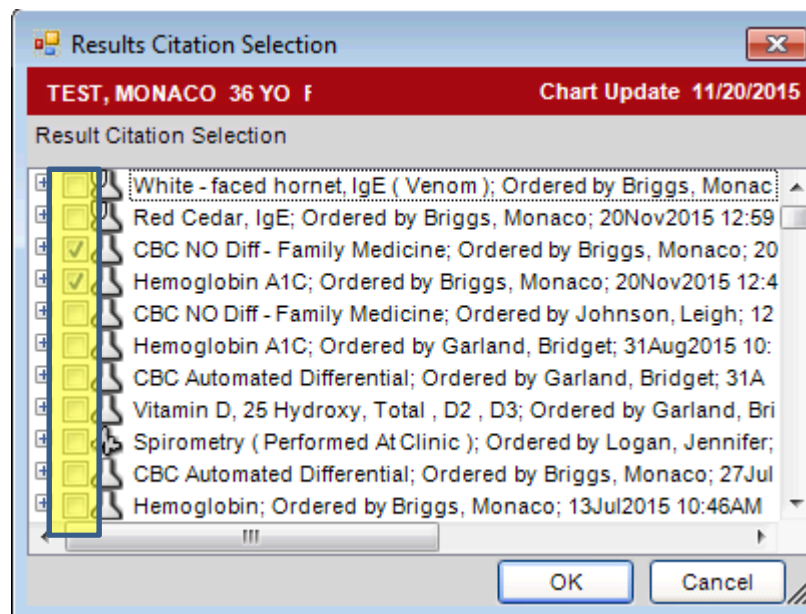 Results Citation Selection
TEST, MONACO 36 YO F Chart Update 11/20/2015
Result Citation Selection
White - faced hornet, IgE ( Venom ); Ordered by Briggs, Monac
Red Cedar, IgE; Ordered by Briggs, Monaco; 20Nov2015 12:59
CBC NO Diff - Family Medicine; Ordered by Briggs, Monaco; 20
Hemoglobin A1C; Ordered by Briggs, Monaco; 20Nov2015 12:4
CBC NO Diff - Family Medicine; Ordered by Johnson, Leigh; 12
Hemoglobin A1C; Ordered by Garland, Bridget; 31Aug2015 10:
CBC Automated Differential; Ordered by Garland, Bridget; 31A
Vitamin D, 25 Hydroxy, Total , D2 , D3; Ordered by Garland, Bri
Spirometry ( Performed At Clinic ); Ordered by Logan, Jennifer;
CBC Automated Differential; Ordered by Briggs, Monaco; 27Jul
Hemoglobin; Ordered by Briggs, Monaco; 13Jul2015 10:46AM
OK Cancel